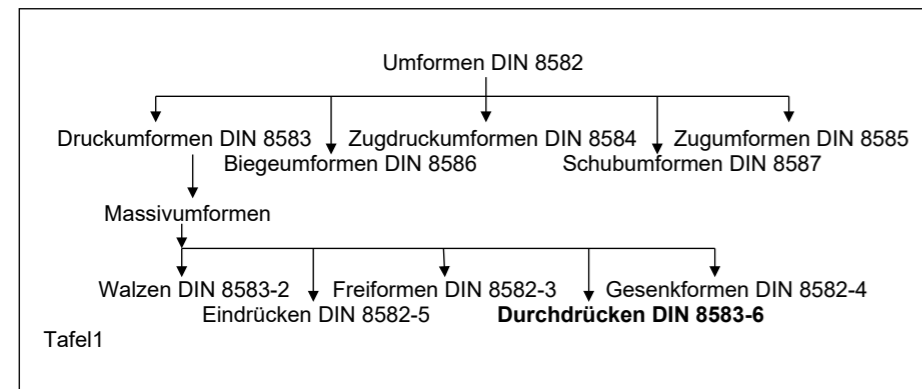 Umformen DIN 8582
Druckumformen DIN 8583 Zugdruckumformen DIN 8584 Zugumformen DIN 8585
Biegeumformen DIN 8586 Schubumformen DIN 8587
Massivumformen
Walzen DIN 8583-2 Freiformen DIN 8582-3 Gesenkformen DIN 8582-4
Eindrücken DIN 8582-5 Durchdrücken DIN 8583-6
Tafel1